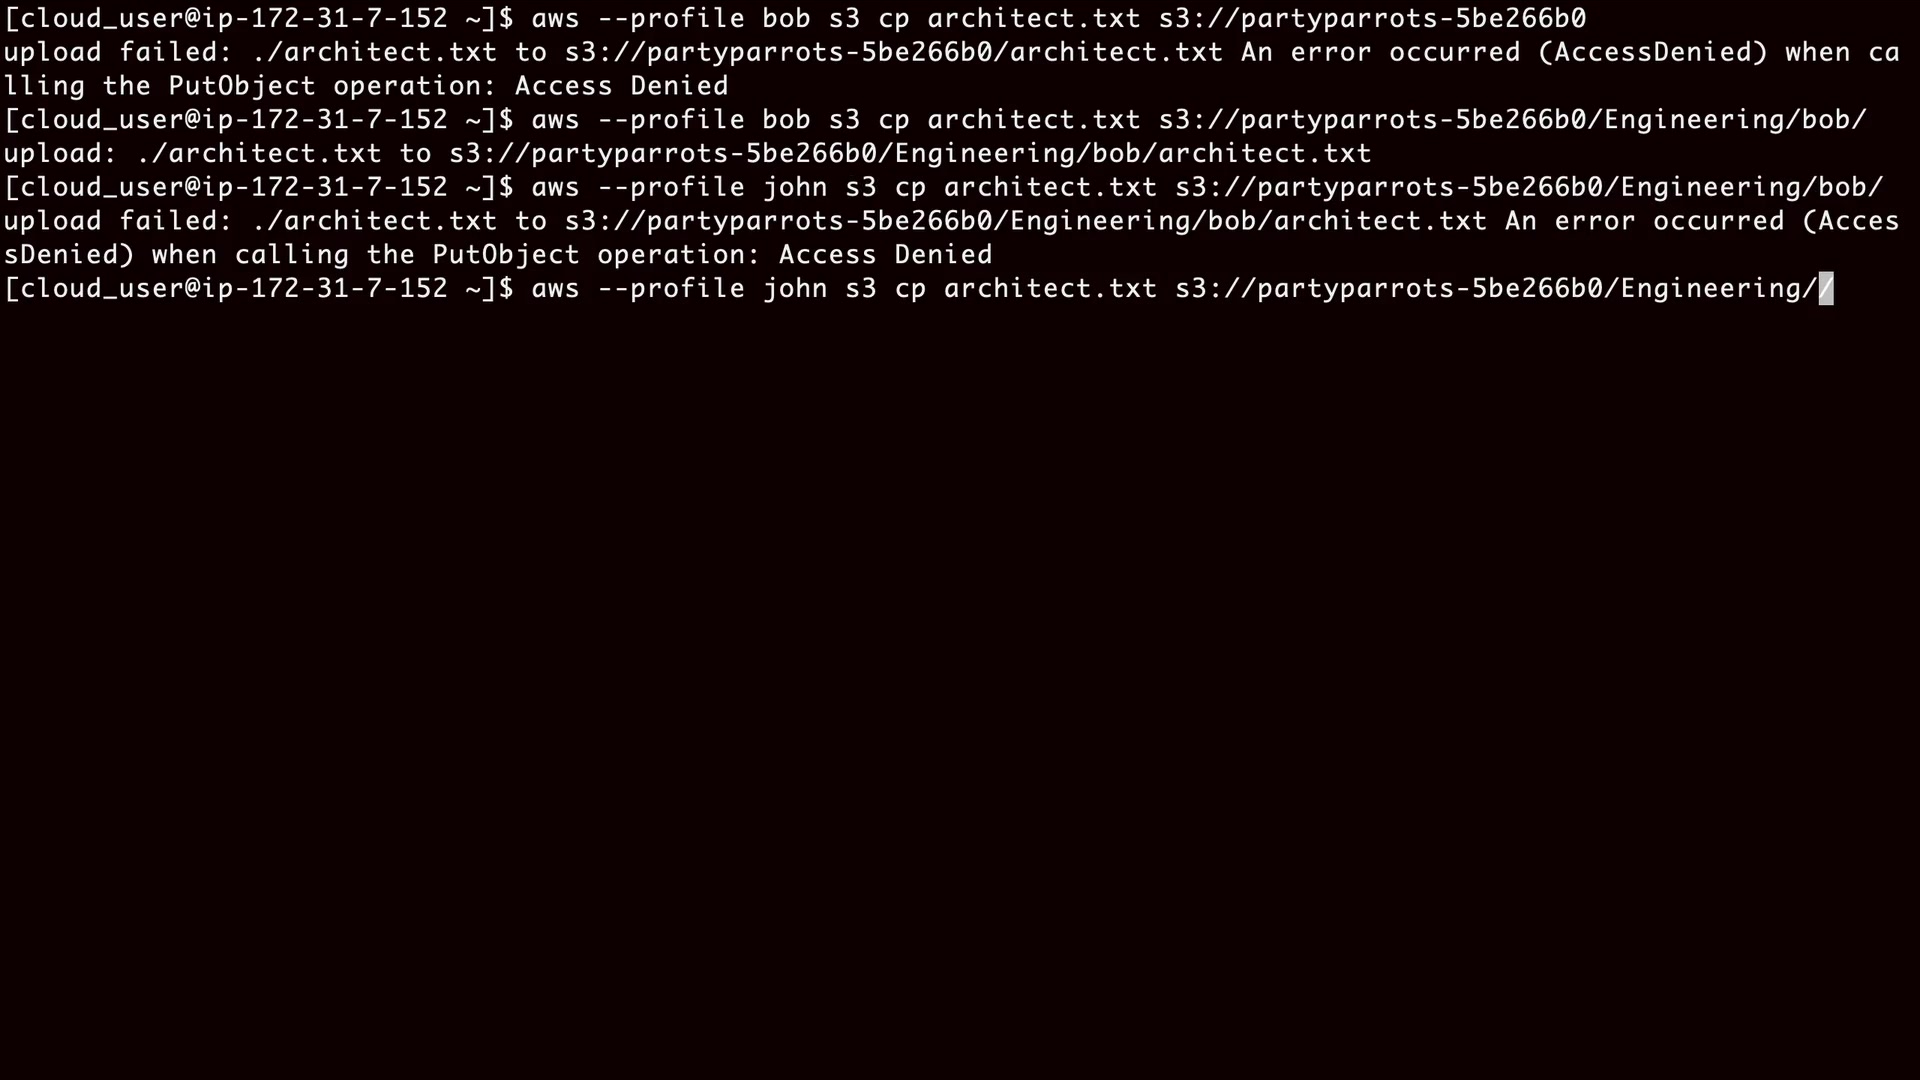 [cloud_user@ip-172-31-7-152 ~]$ aws --profile bob s3 cp architect.txt s3://partyparrots-5be266b0
upload failed: ./architect.txt to s3://partyparrots-5be266b0/architect.txt An error occurred (AccessDenied) when ca
lling the PutObject operation: Access Denied
[cloud_user@ip-172-31-7-152 ~]$ aws --profile bob s3 cp architect.txt s3://partyparrots-5be266b0/Engineering/bob/
upload: ./architect.txt to s3://partyparrots-5be266b0/Engineering/bob/architect.txt
[cloud_user@ip-172-31-7-152 ~]$ aws --profile john s3 cp architect.txt s3://partyparrots-5be266b0/Engineering/bob/
upload failed: ./architect.txt to s3://partyparrots-5be266b0/Engineering/bob/architect.txt An error occurred (Acces
sDenied) when calling the PutObject operation: Access Denied
[cloud_user@ip-172-31-7-152 ~]$ aws --profile john s3 cp architect.txt s3://partyparrots-5be266b0/Engineering//